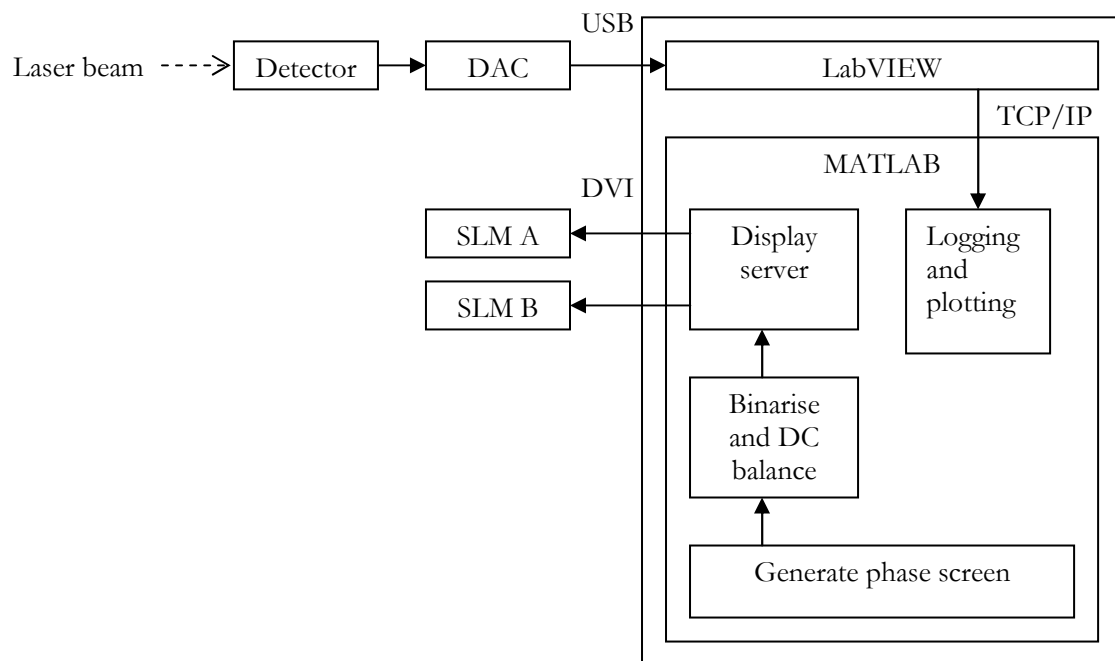 USB
Laser beam
Detector
DAC
LabVIEW
TCP/IP
MATLAB
DVI
SLM A
SLM B
Display
server
Logging
and
plotting
Binarise
and DC
balance
Generate phase screen